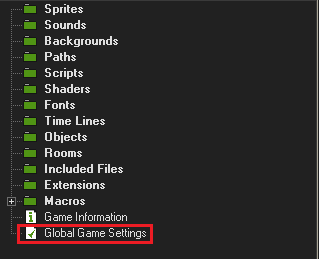 Sprites
Sounds
Backgrounds
Paths
Scripts
Shaders
Fonts
Time Lines
Objects
Rooms
Included Files
Extensions
Macros
Game Information
Global Game Settings